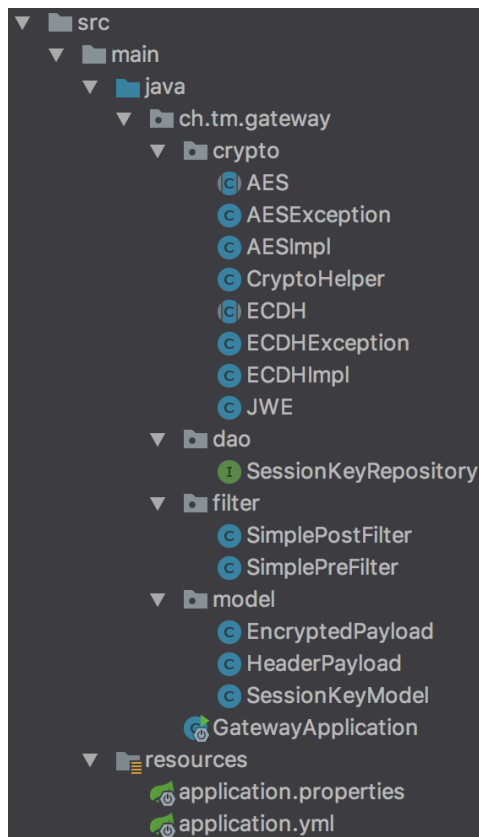 src
main
java
ch.tm.gateway
crypto
AES
AESException
AESImpl
CryptoHelper
ECDH
ECDHException
ECDHImpl
JWE
dao
SessionKeyRepository
filter
SimplePostFilter
SimplePreFilter
model
EncryptedPayload
HeaderPayload
SessionKeyModel
GatewayApplication
resources
application.properties
application.yml